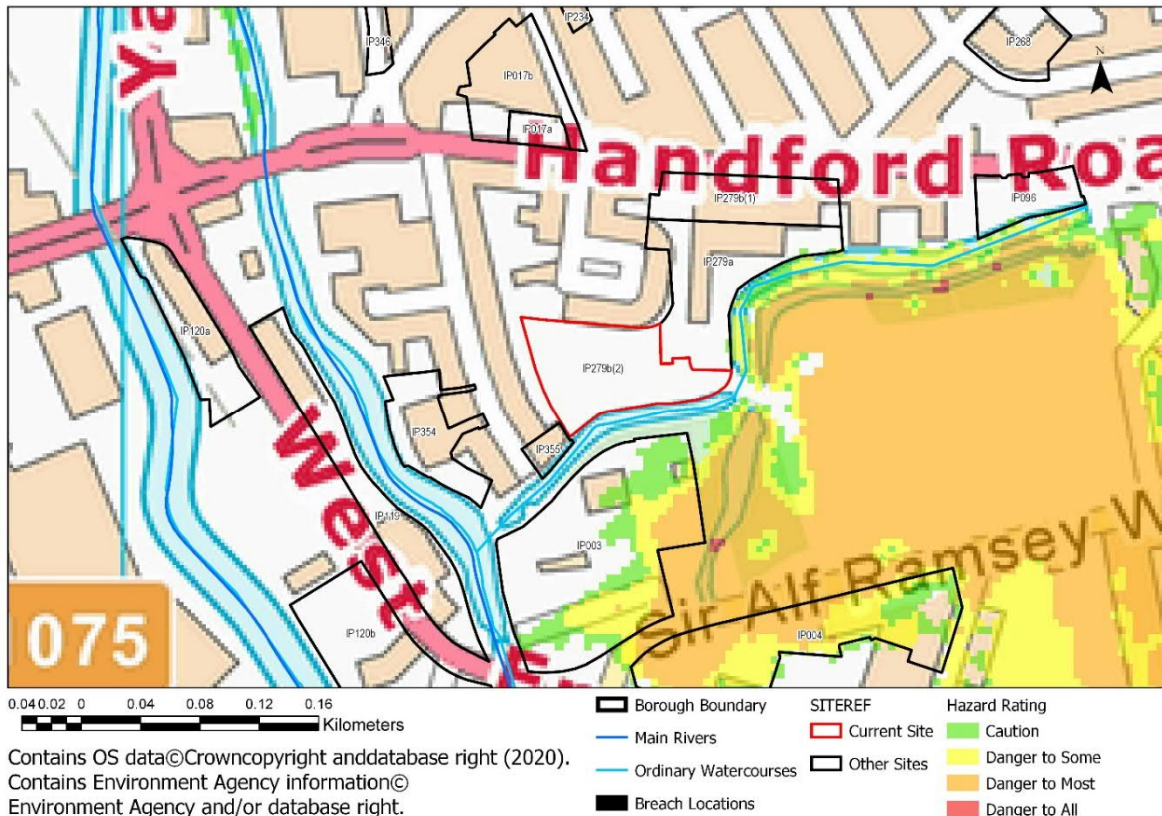 Ya
IP346
IP234
IP017b
IP268
N
IP017a
Handford Roa
IP279b(1)
IP096
IP279a
IP120a
IP279b(2)
IP354
IP355
West
IP119
IP003
Sir Alf Ramsey W
IP004
075
IP120b
0.04 0.02 0 0.04 0.08 0.12 0.16
Kilometers
Contains OS data©Crowncopyright anddatabase right (2020).
Contains Environment Agency information©
Environment Agency and/or database right.
Borough Boundary
Main Rivers
Ordinary Watercourses
Breach Locations
SITEREF
Current Site
Other Sites
Hazard Rating
Caution
Danger to Some
Danger to Most
Danger to All